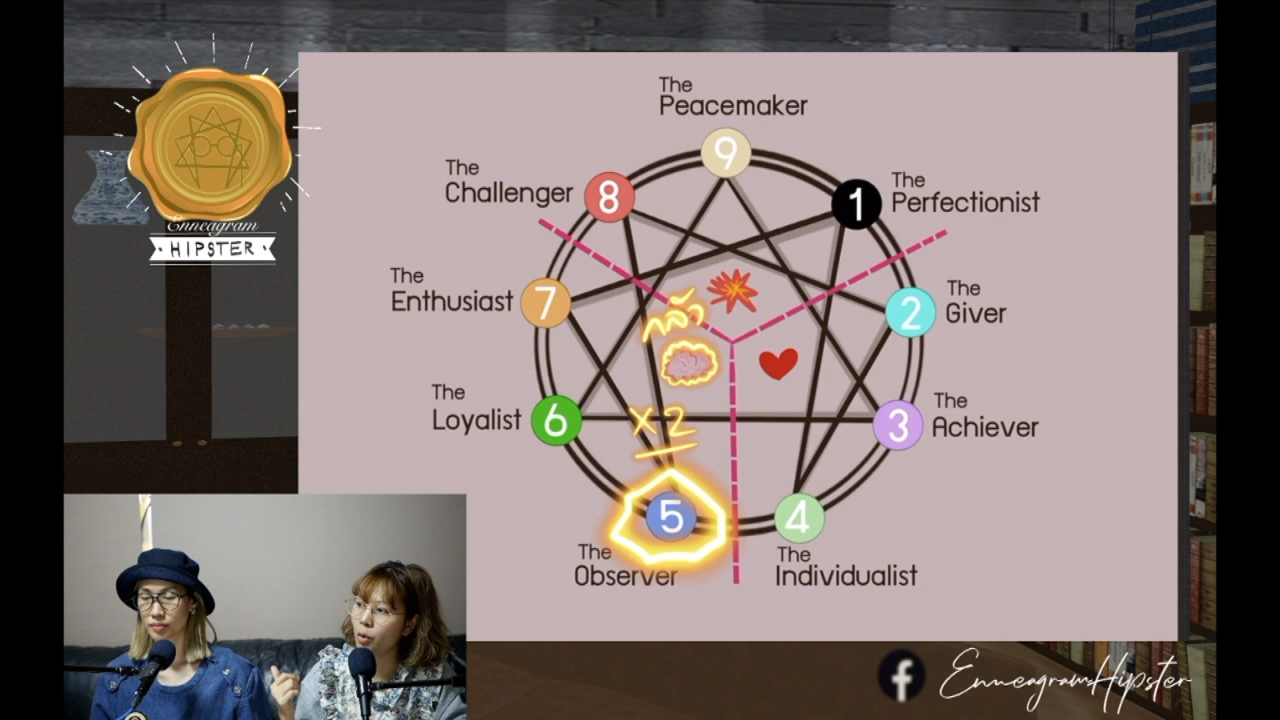 The
Peacemaker
9
The
Challenger
8
1
The
Perfectionist
The
Enthusiast
7
2
The
Giver
กลัว
The
Loyalist
6
x 2
3
The
Achiever
5
4
The
Observer
The
Individualist
Enneagram
HIPSTER
f
EnneagramHipster